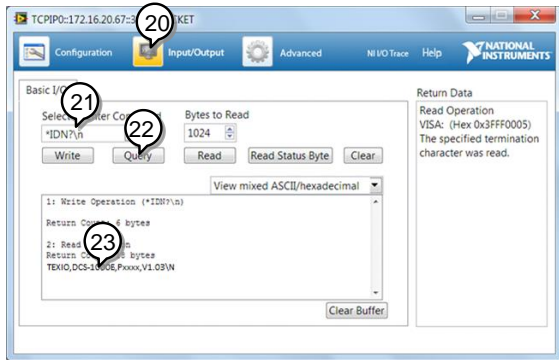 TCPIP0::172.16.20.67::3 KET
20
Configuration Input/Output Advanced NI I/O Trace Help NATIONAL INSTRUMENTS
Basic I/O
21
Select Enter Command Bytes to Read
22
*IDN?\n 1024
Write Query Read Read Status Byte Clear
View mixed ASCII/hexadecimal
1: Write Operation (*IDN?\n)
Return Count: 6 bytes
23
2: Read
Return bytes
TEXIO,DCS-10 E,Pxxxx,V1.03\N
Clear Buffer
Return Data
Read Operation
VISA: (Hex 0x3FFF0005)
The specified termination
character was read.